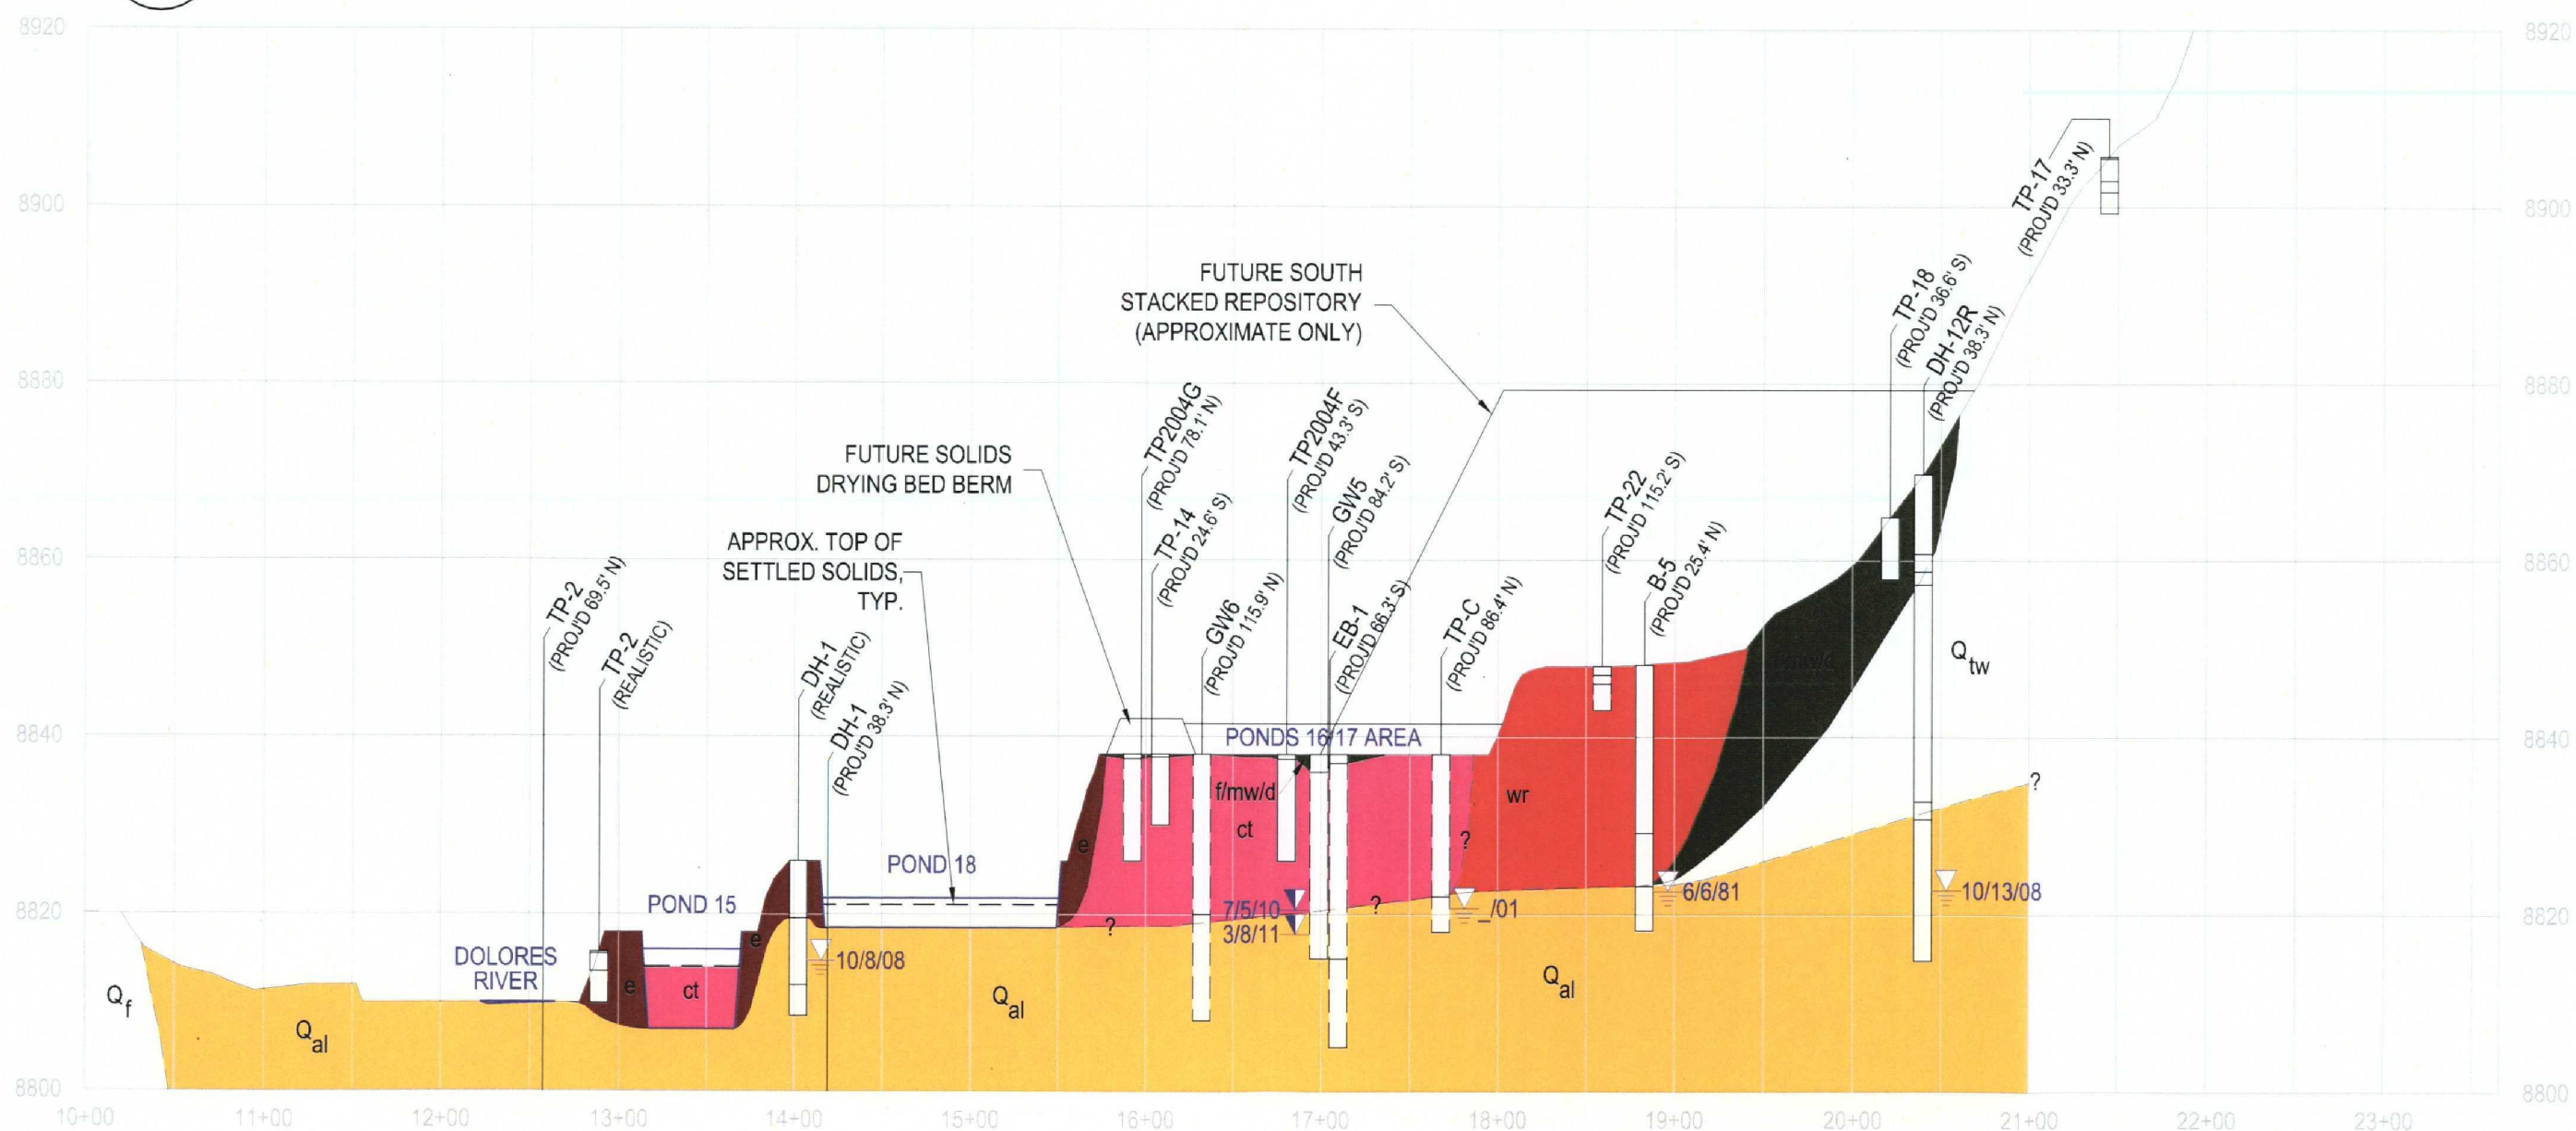 8920
8920
8900
8900
8880
8880
8860
8860
8840
8840
8820
8820
8800
8800
TP-17
(PROJ'D 33.3' N)
TP-18
(PROJ'D 36.6' S)
DH-12R
(PROJ'D 38.3' N)
FUTURE SOUTH
STACKED REPOSITORY
(APPROXIMATE ONLY)
FUTURE SOLIDS
DRYING BED BERM
TP2004G
(PROJ'D 78.1' N)
TP-14
(PROJ'D 24.6' S)
TP2004F
(PROJ'D 43.3' S)
GW5
(PROJ'D 84.2' S)
APPROX. TOP OF
SETTLED SOLIDS,
TYP.
TP-22
(PROJ'D 115.2' S)
B-5
(PROJ'D 25.4' N)
TP-2
(PROJ'D 69.5' N)
TP-2
(REALISTIC)
DH-1
(REALISTIC)
DH-1
(PROJ'D 38.3' N)
GW6
(PROJ'D 115.9' N)
EB-1
(PROJ'D 66.3' S)
TP-C
(PROJ'D 86.4' N)
Qtw
PONDS 16/17 AREA
f/mw/d
ct
wr
?
?
e
POND 18
POND 15
6/6/81
10/13/08
7/5/10
3/8/11
_/01
?
?
DOLORES
RIVER
e
10/8/08
e
ct
Qf
Qal
Qal
Qal
10+00
11+00
12+00
13+00
14+00
15+00
16+00
17+00
18+00
19+00
20+00
21+00
22+00
23+00